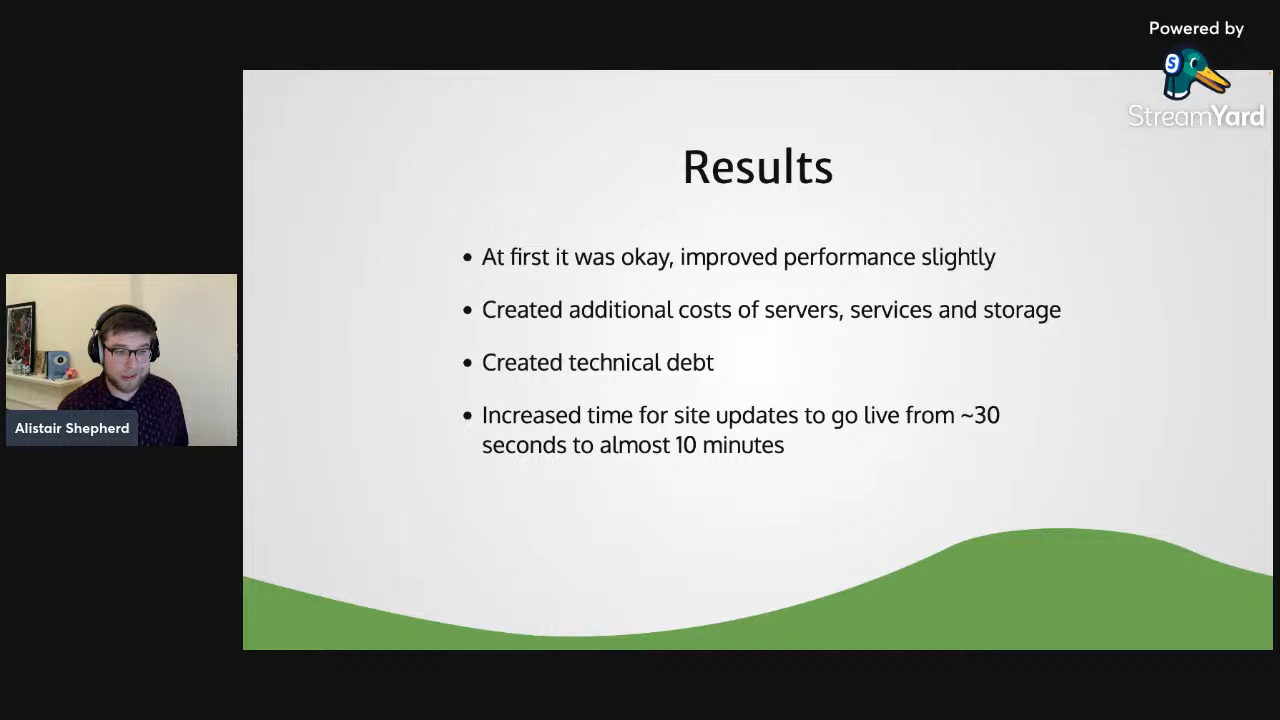 Powered by
S
StreamYard
Results
• At first it was okay, improved performance slightly
• Created additional costs of servers, services and storage
• Created technical debt
• Increased time for site updates to go live from ~30
seconds to almost 10 minutes
Alistair Shepherd